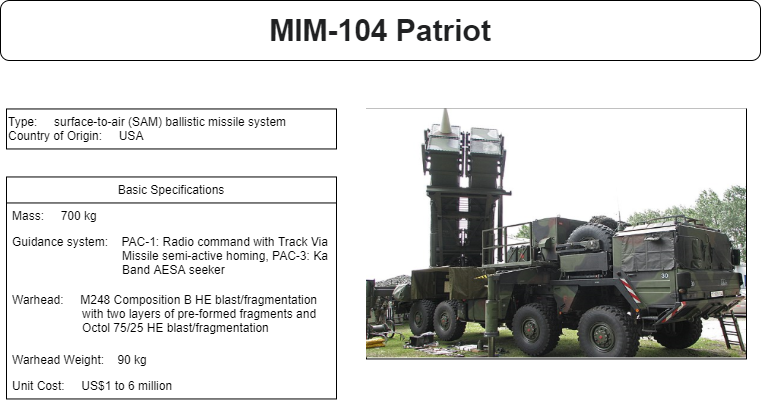 MIM-104 Patriot
Type: surface-to-air (SAM) ballistic missile system
Country of Origin: USA
Basic Specifications
Mass: 700 kg
Guidance system: PAC-1: Radio command with Track Via
Missile semi-active homing, PAC-3: Ka
Band AESA seeker
Warhead: M248 Composition B HE blast/fragmentation
with two layers of pre-formed fragments and
Octol 75/25 HE blast/fragmentation
Warhead Weight: 90 kg
Unit Cost: US$1 to 6 million
30